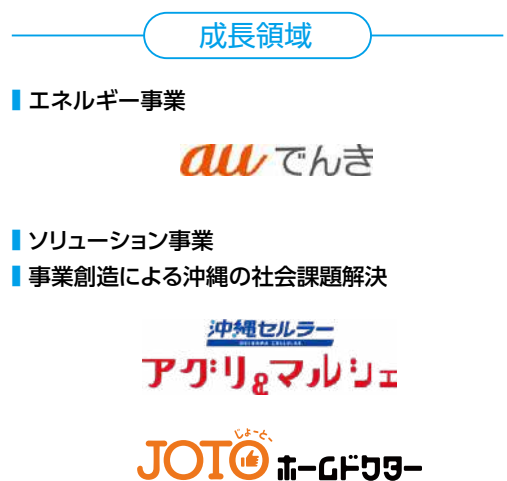 成長領域
エネルギー事業
au でんき
ソリューション事業
事業創造による沖縄の社会課題解決
沖縄セルラー
OKINAWA CELLULAR
アグリ&マルシェ
じょーとー
JOTO ホームドクター